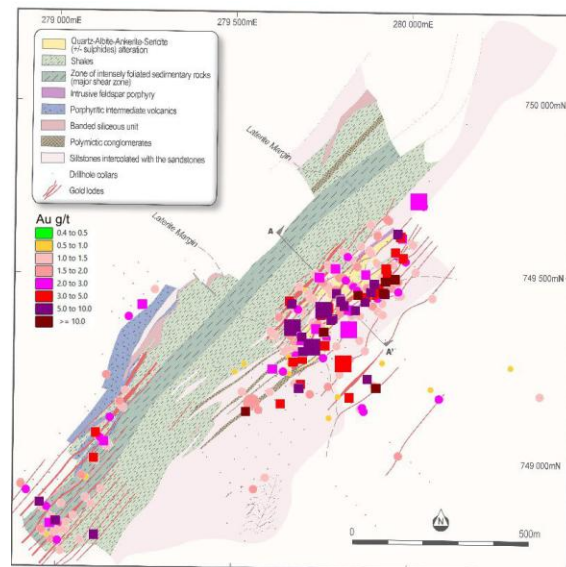 279 000mE
279 500mE
280 000mE
Quartz-Albite-Ankerite-Sericite
(+/- sulphides) alteration
Shales
Zone of intensely foliated sedimentary rocks
(major shear zone)
Intrusive feldspar porphyry
Porphyritic intermediate volcanics
Banded siliceous unit
Polymictic conglomerates
Siltstones intercolated with the sandstones
Drillhole collars
Gold lodes
750 000mN
Laterite Margin
Laterite Margin
Au g/t
0.4 to 0.5
0.5 to 1.0
1.0 to 1.5
1.5 to 2.0
2.0 to 3.0
3.0 to 5.0
5.0 to 10.0
>= 10.0
A
749 500mN
A'
749 000mN
N
0
500m